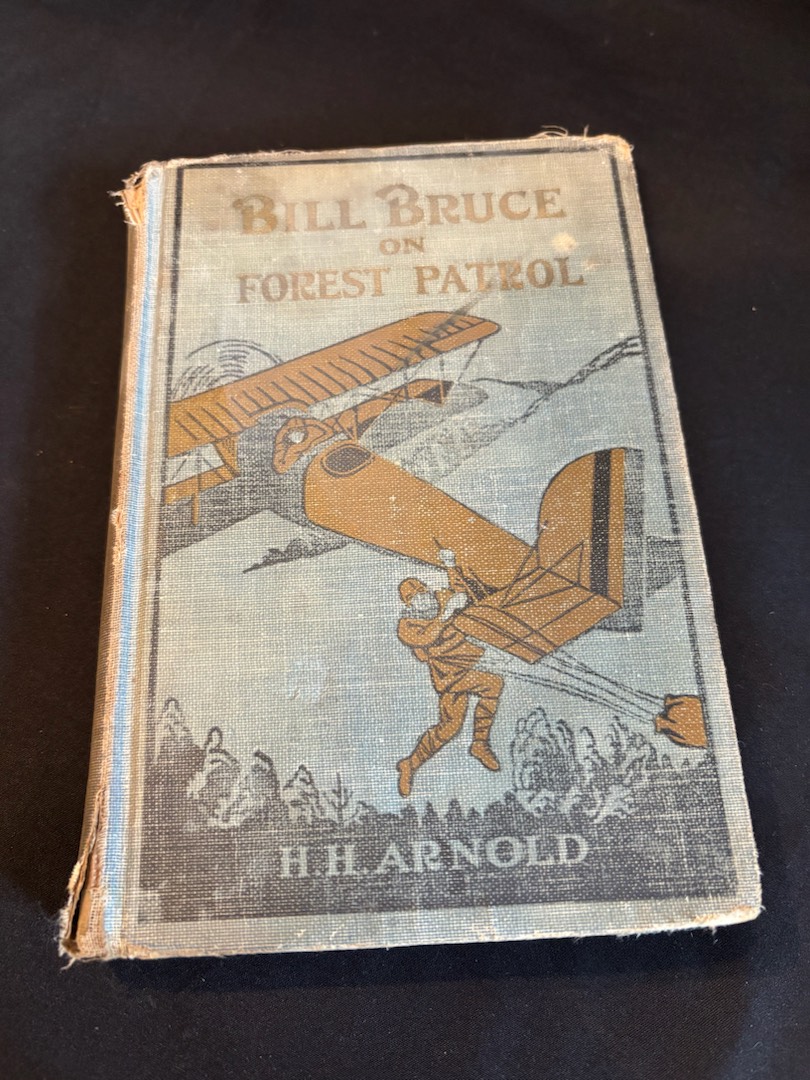 BILL BRUCE
ON
FOREST PATROL
H.H. ARNOLD